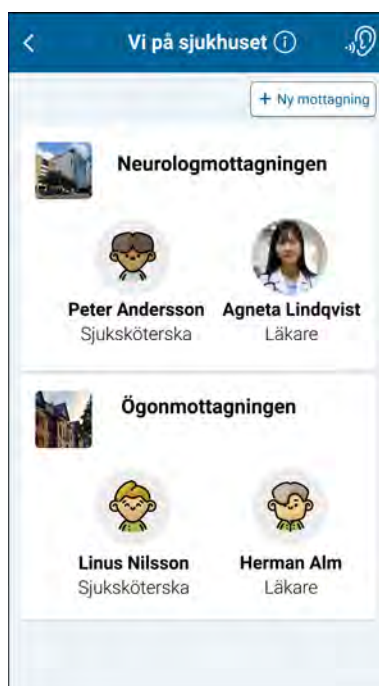 Vi på sjukhuset
+ Ny mottagning
Neurologmottagningen
Peter Andersson Agneta Lindqvist
Sjuksköterska Läkare
Ögonmottagningen
Linus Nilsson Herman Alm
Sjuksköterska Läkare